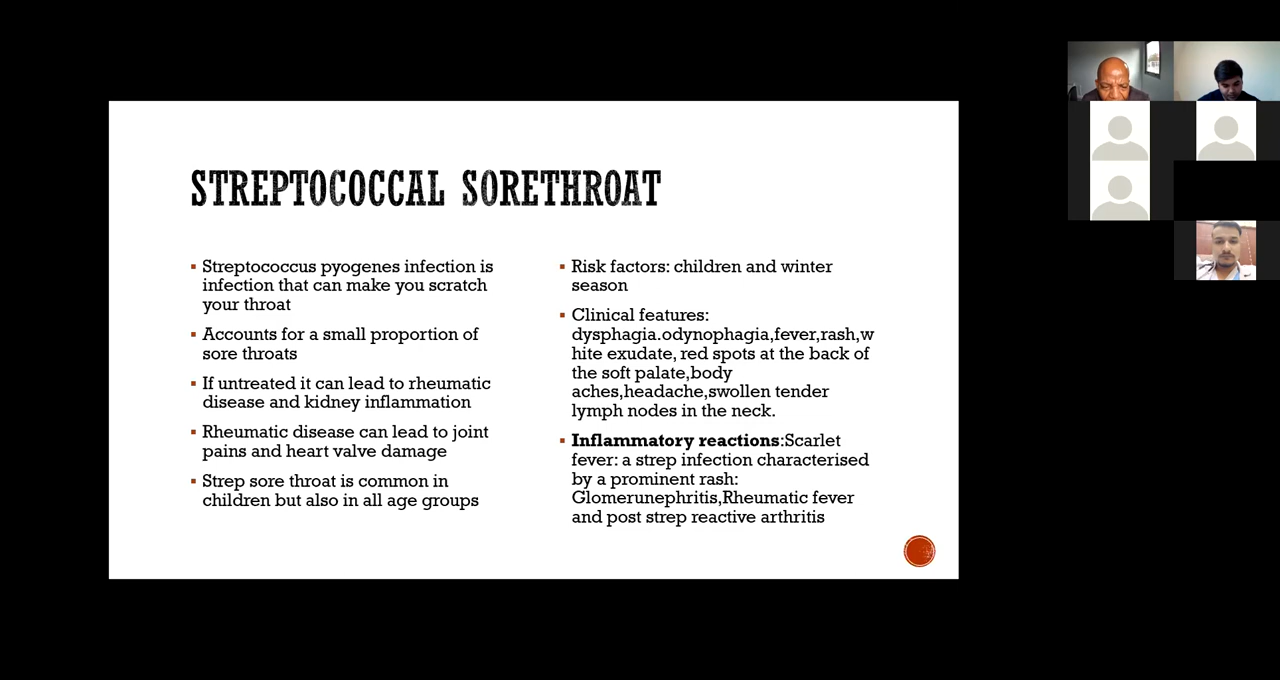 STREPTOCOCCAL SORETHROAT
Streptococcus pyogenes infection is
infection that can make you scratch
your throat
Accounts for a small proportion of
sore throats
If untreated it can lead to rheumatic
disease and kidney inflammation
Rheumatic disease can lead to joint
pains and heart valve damage
Strep sore throat is common in
children but also in all age groups
Risk factors: children and winter
season
Clinical features:
dysphagia.odynophagia,fever,rash,w
hite exudate, red spots at the back of
the soft palate,body
aches,headache,swollen tender
lymph nodes in the neck.
Inflammatory reactions:Scarlet
fever: a strep infection characterised
by a prominent rash:
Glomerunephritis,Rheumatic fever
and post strep reactive arthritis